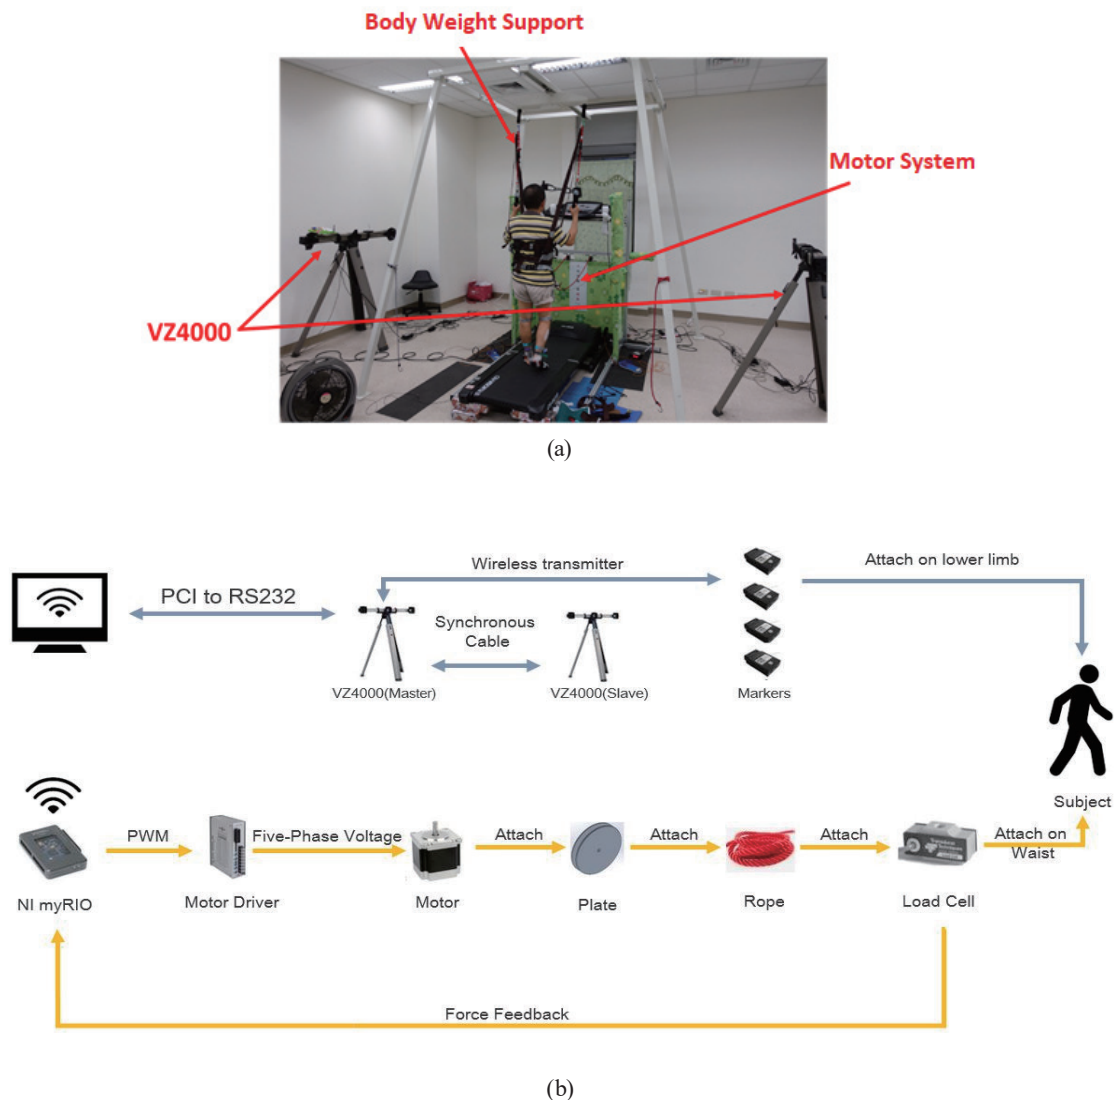 Body Weight Support
Motor System
VZ4000
(a)
Wireless transmitter
Attach on lower limb
PCI to RS232
Synchronous
Cable
VZ4000(Master)
VZ4000(Slave)
Markers
Subject
PWM
Five-Phase Voltage
Attach
Attach
Attach
Attach on
Waist
NI myRIO
Motor Driver
Motor
Plate
Rope
Load Cell
Force Feedback
(b)